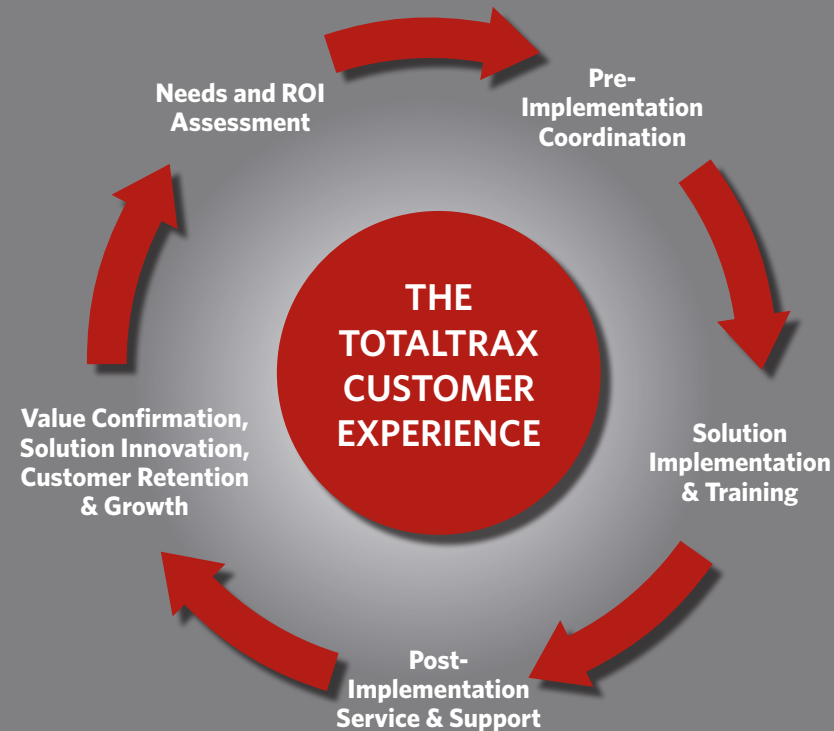 Needs and ROI
Assessment
Pre-
Implementation
Coordination
THE
TOTALTRAX
CUSTOMER
EXPERIENCE
Solution
Implementation
& Training
Post-
Implementation
Service & Support
Value Confirmation,
Solution Innovation,
Customer Retention
& Growth